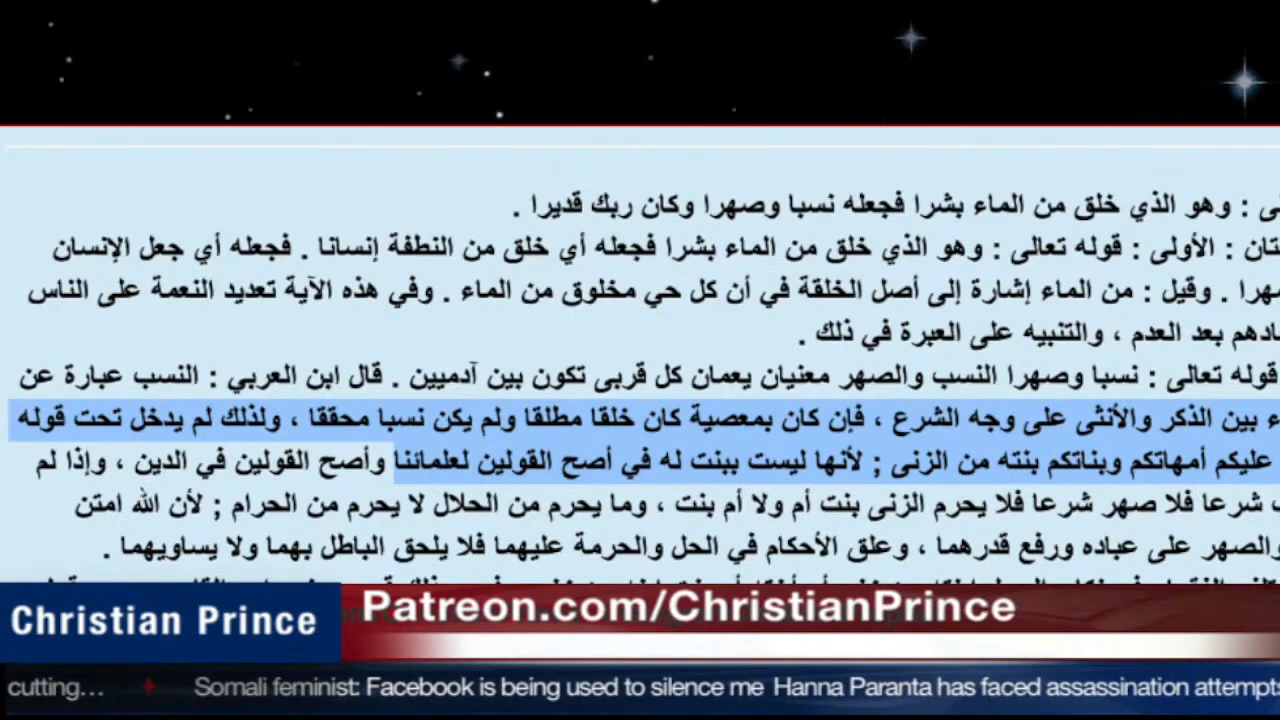 : وهو الذي خلق من الماء بشرا فجعله نسبا وصهرا وكان ربك قديرا .
: الأولى : قوله تعالى : وهو الذي خلق من الماء بشرا فجعله أي خلق من النطفة إنسانا . فجعله أي جعل الإنسان
. وقيل : من الماء إشارة إلى أصل الخلقة في أن كل حي مخلوق من الماء . وفي هذه الآية تعديد النعمة على الناس
بعد العدم ، والتنبيه على العبرة في ذلك .
قوله تعالى : نسبا وصهرا النسب والصهر معنيان يعمان كل قربى تكون بين آدميين . قال ابن العربي : النسب عبارة عن
بين الذكر والأنثى على وجه الشرع ، فإن كان بمعصية كان خلقا مطلقا ولم يكن نسبا محققا ، ولذلك لم يدخل تحت قوله
عليكم أمهاتكم وبناتكم بنته من الزنى ; لأنها ليست ببنت له في أصح القولين لعلمائنا وأصح القولين في الدين ، وإذا لم
شرعا فلا صهر شرعا فلا يحرم الزنى بنت أم ولا أم بنت ، وما يحرم من الحلال لا يحرم من الحرام ; لأن الله امتن
والصهر على عباده ورفع قدرهما ، وعلق الأحكام في الحل والحرمة عليهما فلا يلحق الباطل بهما ولا يساويهما .
Christian Prince
Patreon.com/ChristianPrince
cutting... Somali feminist: Facebook is being used to silence me Hanna Paranta has faced assassination attempts